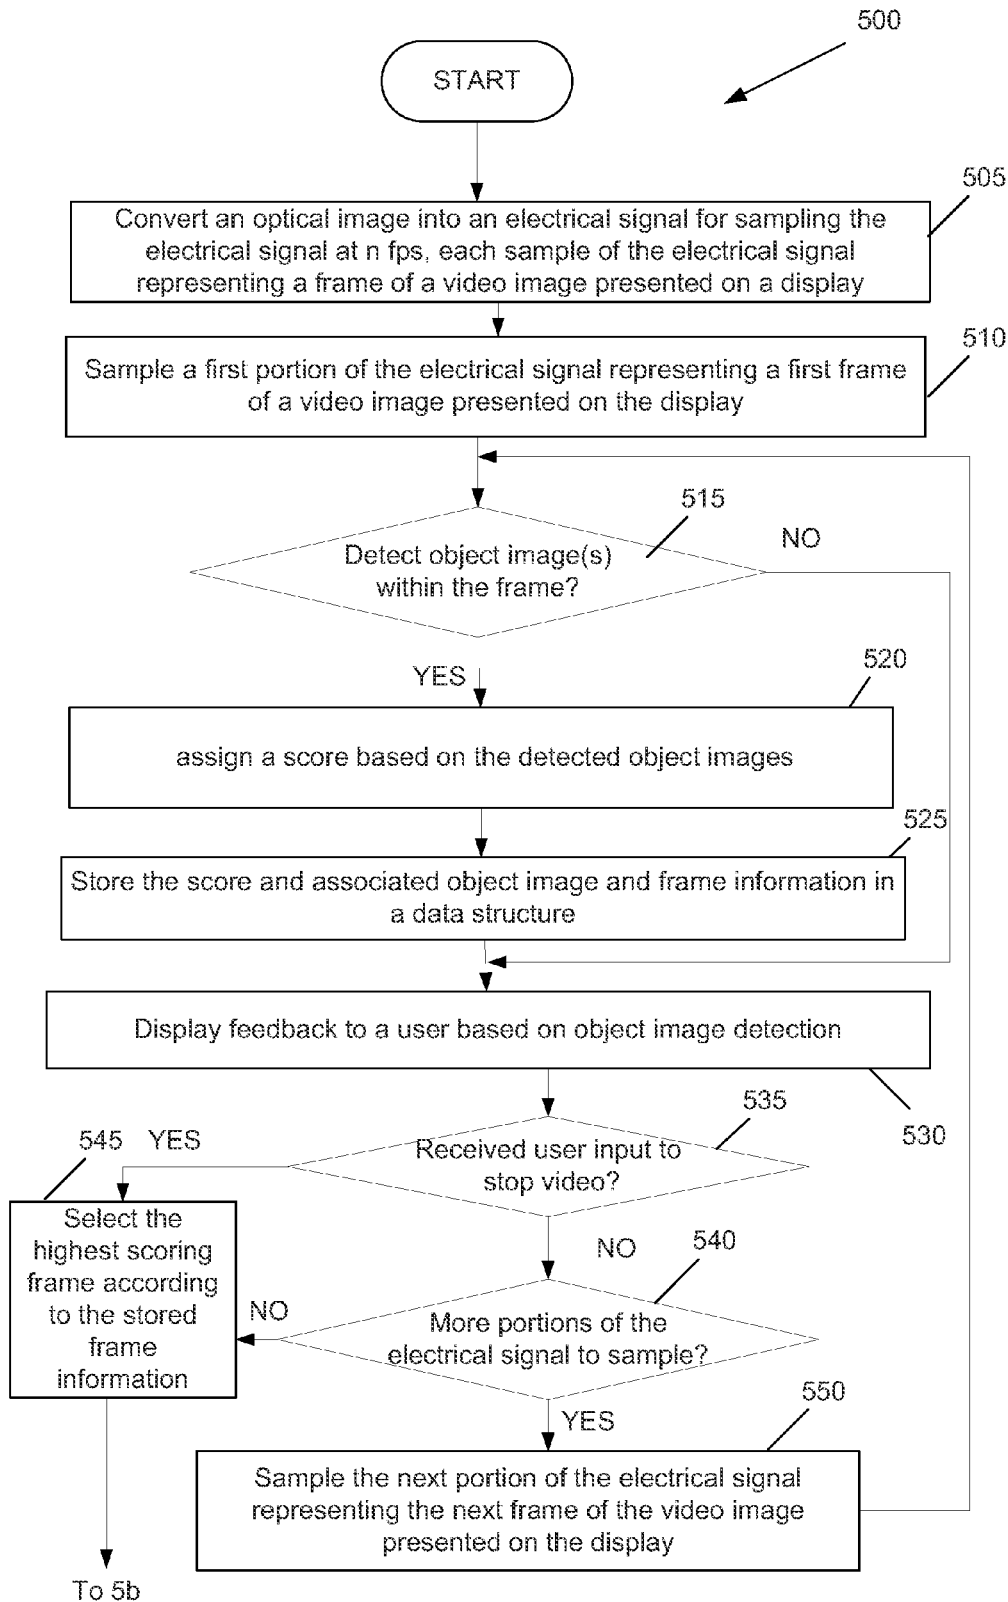 500
START
505
Convert an optical image into an electrical signal for sampling the
electrical signal at n fps, each sample of the electrical signal
representing a frame of a video image presented on a display
510
Sample a first portion of the electrical signal representing a first frame
of a video image presented on the display
515
NO
Detect object image(s)
within the frame?
YES
520
assign a score based on the detected object images
525
Store the score and associated object image and frame information in
a data structure
Display feedback to a user based on object image detection
530
535
545
YES
Received user input to
stop video?
Select the
highest scoring
frame according
to the stored
frame
information
NO
540
NO
More portions of the
electrical signal to sample?
550
YES
Sample the next portion of the electrical signal
representing the next frame of the video image
presented on the display
To 5b